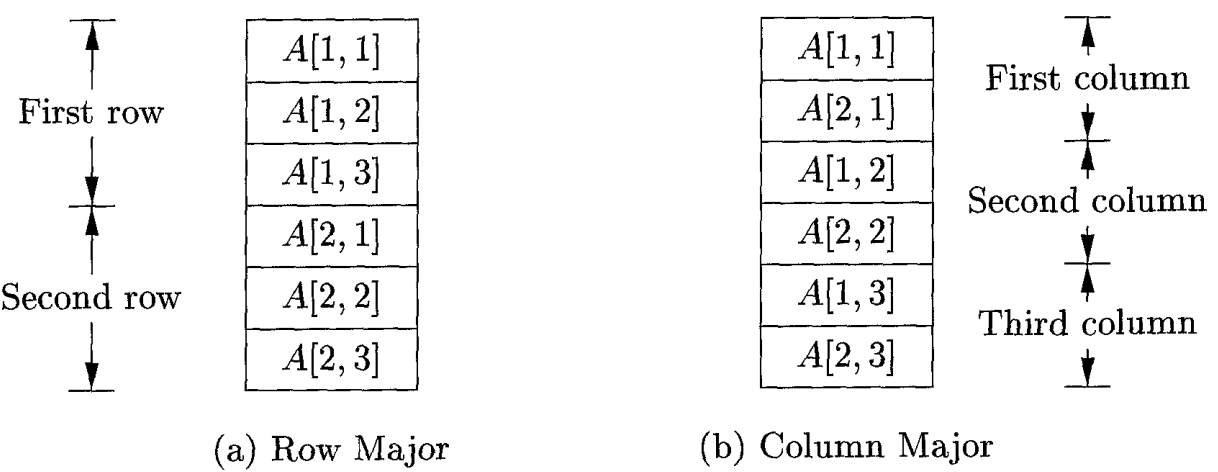 First row
Second row
A[1, 1]
A[1, 2]
A[1, 3]
A[2, 1]
A[2, 2]
A[2, 3]
(a) Row Major
A[1, 1]
A[2, 1]
A[1, 2]
A[2, 2]
A[1, 3]
A[2, 3]
First column
Second column
Third column
(b) Column Major